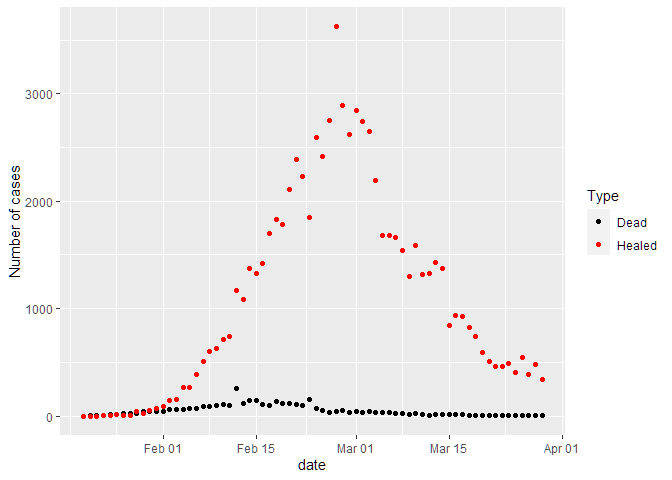 Number of cases
3000
2000
1000
0
Feb 01
Feb 15
Mar 01
Mar 15
Apr 01
date
Type
Dead
Healed